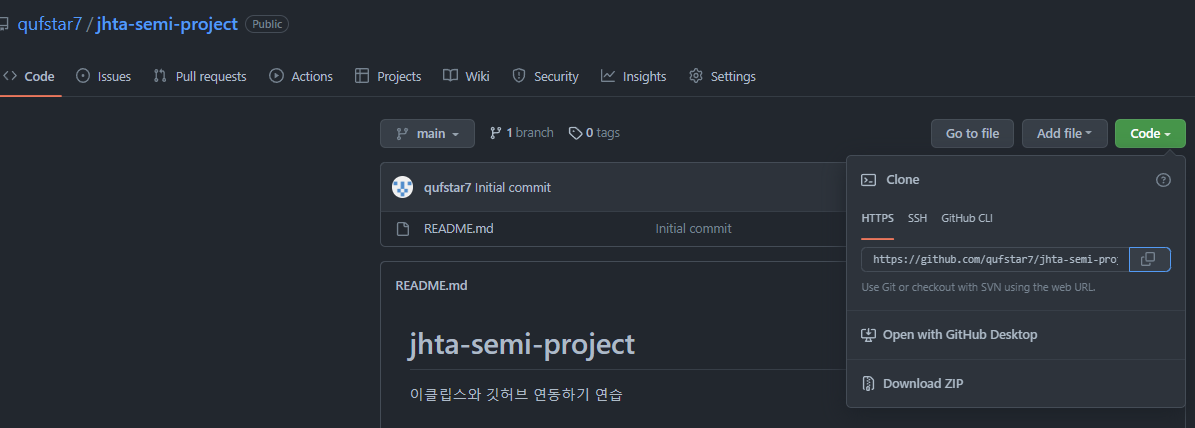 qufstar7 / jhta-semi-project Public
Code Issues Pull requests Actions Projects Wiki Security Insights Settings
main 1 branch 0 tags Go to file Add file Code
qufstar7 Initial commit
README.md Initial commit
Clone
HTTPS SSH GitHub CLI
https://github.com/qufstar7/jhta-semi-pro
Use Git or checkout with SVN using the web URL.
Open with GitHub Desktop
Download ZIP
README.md
jhta-semi-project
이클립스와 깃허브 연동하기 연습